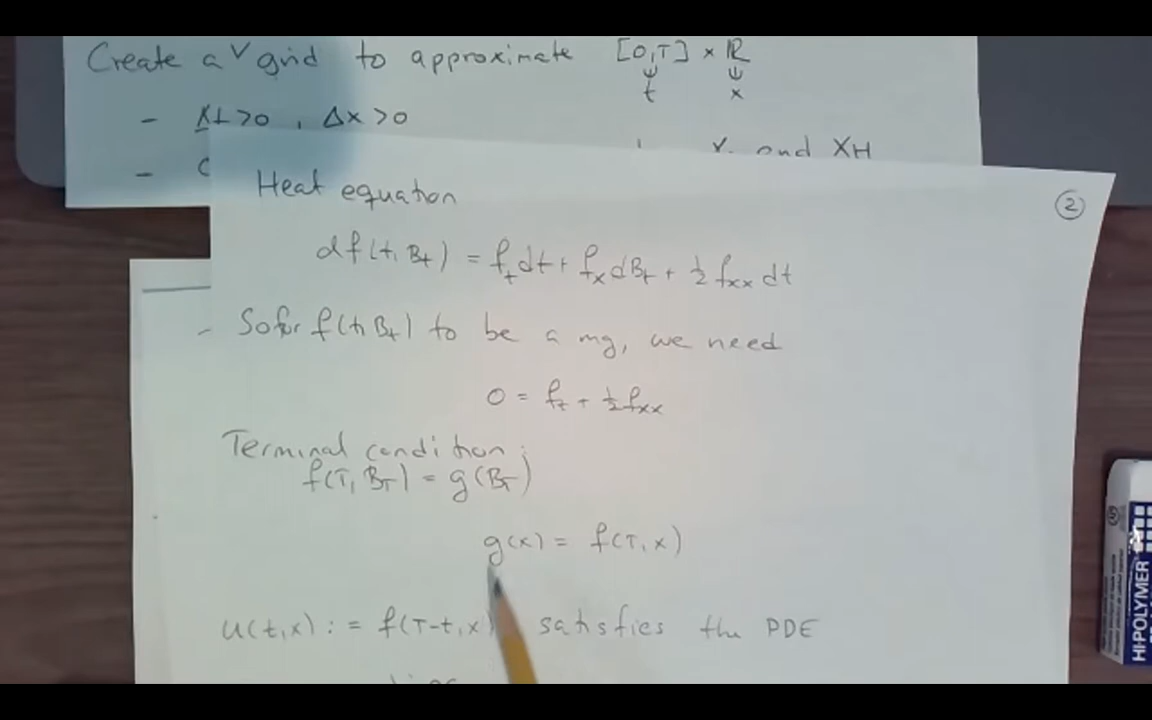 Create a ∨ grid to approximate [0,T] × ℝ
t x
- Δt >0 , Δx >0
and XH
Heat equation
②
df(t, Bt) = ft dt + fx dBt + ½ fxx dt
So for f(t, Bt) to be a mg, we need
0 = ft + ½ fxx
Terminal condition:
f(T, BT) = g(BT)
g(x) = f(T, x)
u(t,x) := f(T-t, x) satisfies the PDE
HI-POLYMER